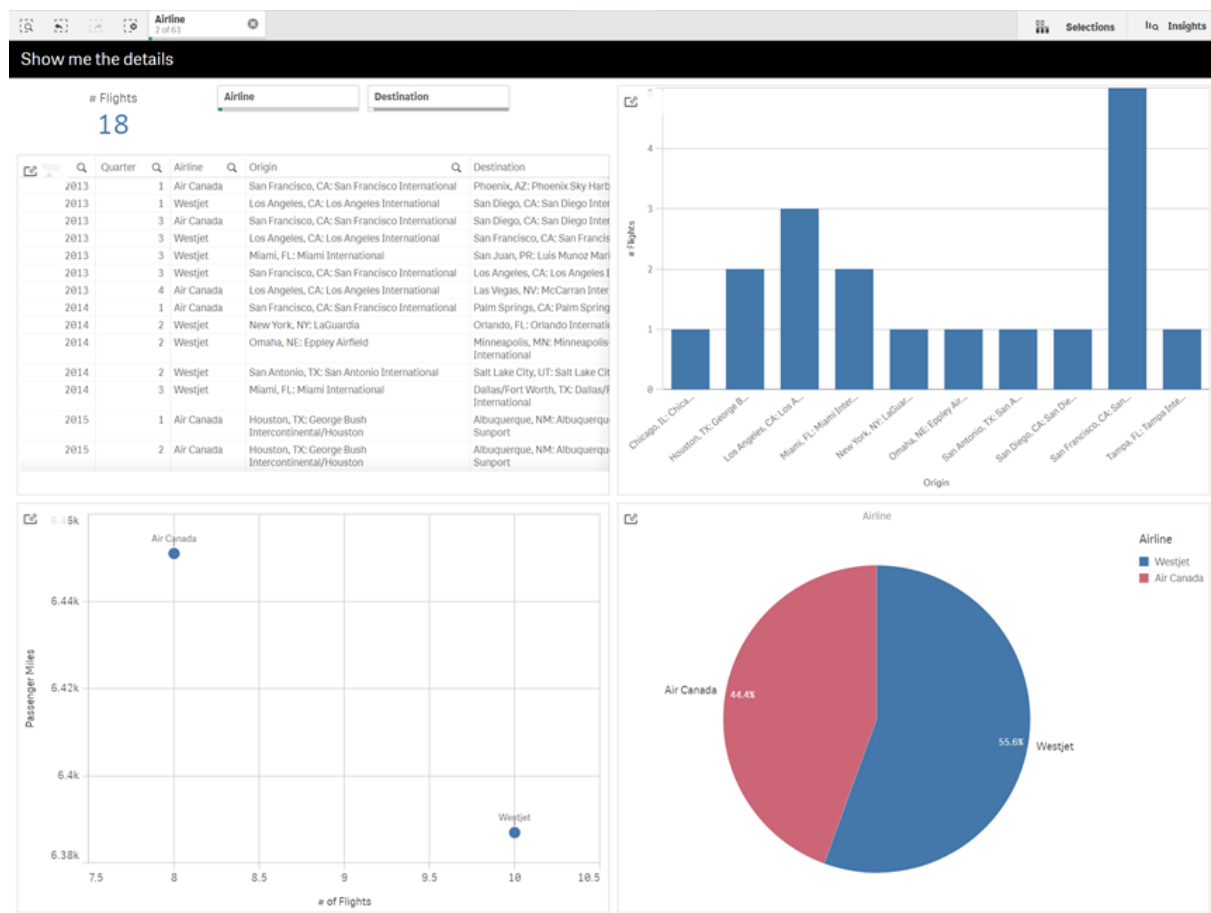 Airline
2 of 61
Selections
Insights
Show me the details
# Flights
18
Airline
Destination
Year Quarter Airline Origin Destination
2013 1 Air Canada San Francisco, CA: San Francisco International Phoenix, AZ: Phoenix Sky Harb
2013 1 Westjet Los Angeles, CA: Los Angeles International San Diego, CA: San Diego Inter
2013 3 Air Canada San Francisco, CA: San Francisco International San Diego, CA: San Diego Inter
2013 3 Westjet Los Angeles, CA: Los Angeles International San Francisco, CA: San Francis
2013 3 Westjet Miami, FL: Miami International San Juan, PR: Luis Munoz Mari
2013 3 Westjet San Francisco, CA: San Francisco International Los Angeles, CA: Los Angeles I
2013 4 Air Canada Los Angeles, CA: Los Angeles International Las Vegas, NV: McCarran Inter
2014 1 Air Canada San Francisco, CA: San Francisco International Palm Springs, CA: Palm Spring
2014 2 Westjet New York, NY: LaGuardia Orlando, FL: Orlando Internati
2014 2 Westjet Omaha, NE: Eppley Airfield Minneapolis, MN: Minneapolis-
International
2014 2 Westjet San Antonio, TX: San Antonio International Salt Lake City, UT: Salt Lake Cit
2014 3 Westjet Miami, FL: Miami International Dallas/Fort Worth, TX: Dallas/F
International
2015 1 Air Canada Houston, TX: George Bush Albuquerque, NM: Albuquerqu
Intercontinental/Houston Sunport
2015 2 Air Canada Houston, TX: George Bush Albuquerque, NM: Albuquerqu
Intercontinental/Houston Sunport
5
4
3
2
1
0
# Flights
Chicago, IL: Chica...
Houston, TX: George B...
Los Angeles, CA: Los A...
Miami, FL: Miami Inter...
New York, NY: LaGuar...
Omaha, NE: Eppley Air...
San Antonio, TX: San A...
San Diego, CA: San Die...
San Francisco, CA: San...
Tampa, FL: Tampa Inte...
Origin
6.46k
6.44k
6.42k
6.4k
6.38k
Passenger Miles
Air Canada
Westjet
7.5 8 8.5 9 9.5 10 10.5
# of Flights
Airline
Airline
Westjet
Air Canada
Air Canada
44.4%
55.6%
Westjet